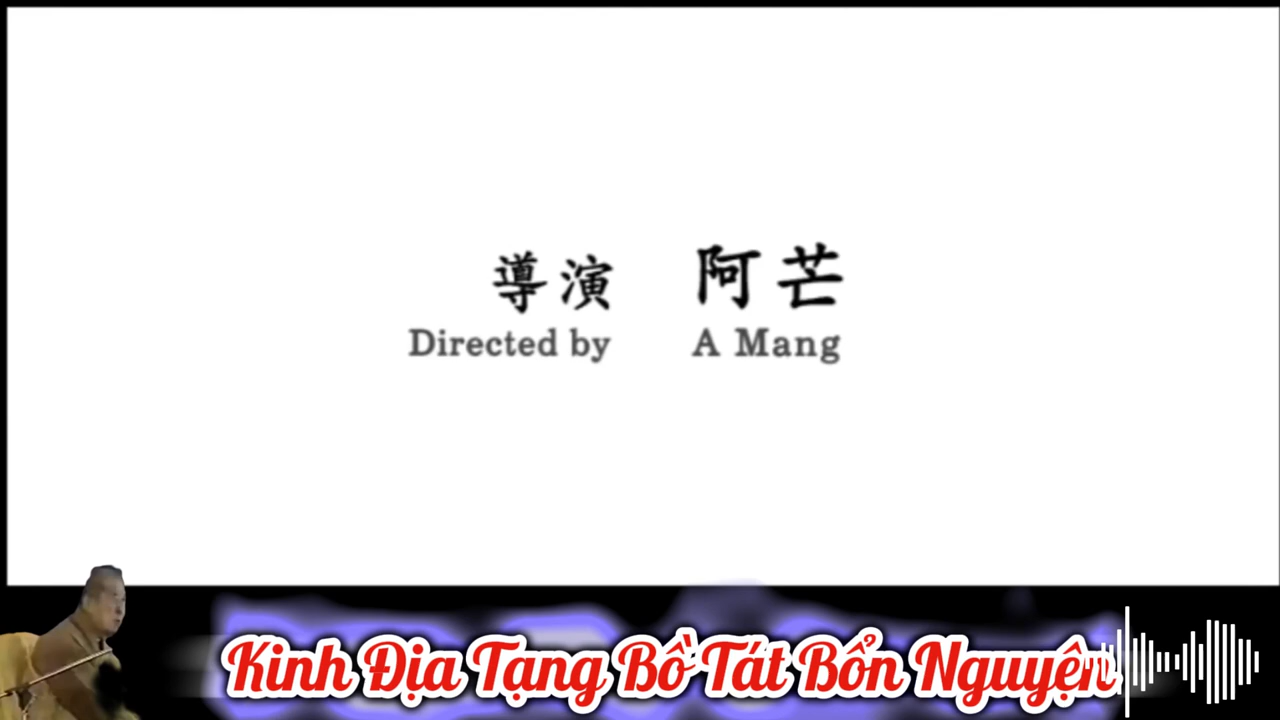 導演 阿芒
Directed by A Mang
Kinh Địa Tạng Bồ Tát Bổn Nguyện